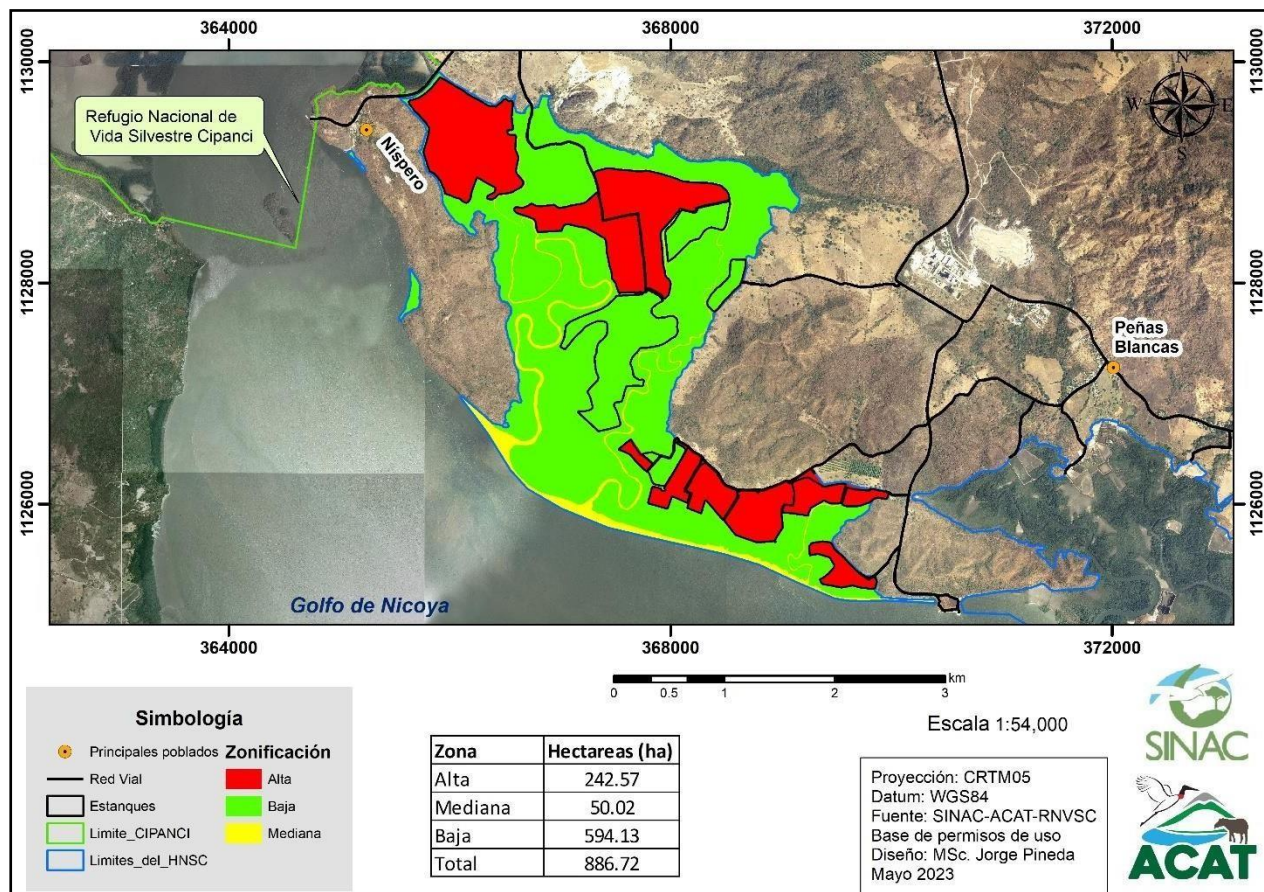 364000
368000
372000
1130000
1130000
Refugio Nacional de
Vida Silvestre Cipanci
N
W E
S
Níspero
1128000
1128000
Peñas
Blancas
1126000
1126000
Golfo de Nicoya
364000
368000
372000
km
0 0.5 1 2 3
Simbología
Principales poblados
Zonificación
Red Vial
Alta
Estanques
Baja
Limite_CIPANCI
Mediana
Limites_del_HNSC
Zona Hectareas (ha)
Alta 242.57
Mediana 50.02
Baja 594.13
Total 886.72
Escala 1:54,000
Proyección: CRTM05
Datum: WGS84
Fuente: SINAC-ACAT-RNVSC
Base de permisos de uso
Diseño: MSc. Jorge Pineda
Mayo 2023
SINAC
ACAT